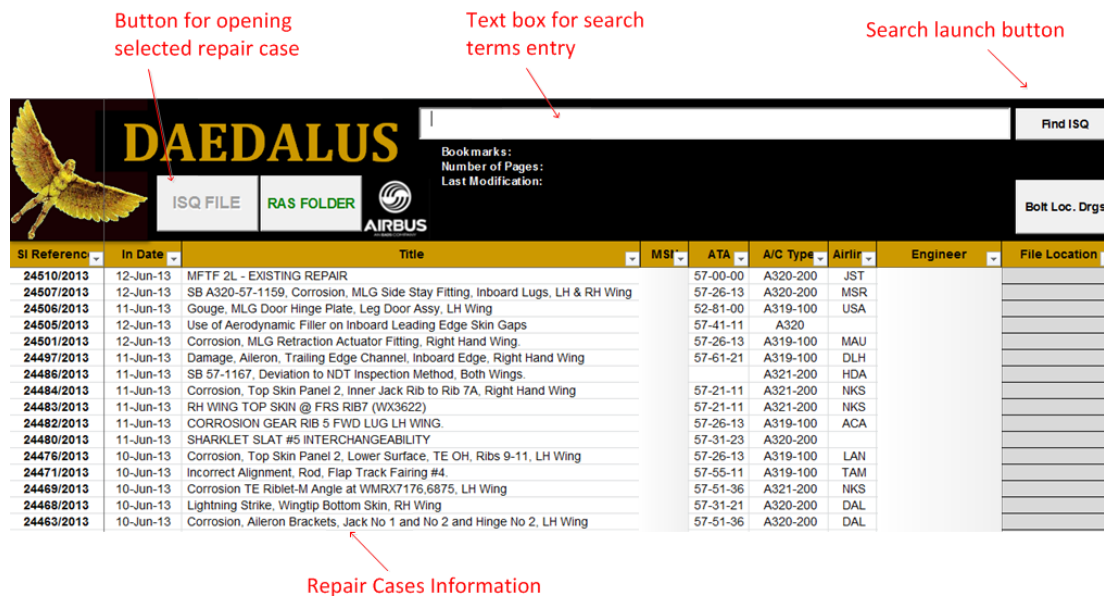 Button for opening
selected repair case
Text box for search
terms entry
Search launch button
DAEDALUS
Find ISQ
Bookmarks:
Number of Pages:
Last Modification:
ISQ FILE
RAS FOLDER
AIRBUS
Bolt Loc. Drgs
SI Referenc In Date Title ATA A/C Type Airlin Engineer File Location
24510/2013 12-Jun-13 MFTF 2L - EXISTING REPAIR 57-00-00 A320-200 JST
24507/2013 12-Jun-13 SB A320-57-1159, Corrosion, MLG Side Stay Fitting, Inboard Lugs, LH & RH Wing 57-26-13 A320-200 MSR
24506/2013 11-Jun-13 Gouge, MLG Door Hinge Plate, Leg Door Assy, LH Wing 52-81-00 A319-100 USA
24505/2013 12-Jun-13 Use of Aerodynamic Filler on Inboard Leading Edge Skin Gaps 57-41-11 A320
24501/2013 12-Jun-13 Corrosion, MLG Retraction Actuator Fitting, Right Hand Wing. 57-26-13 A319-100 MAU
24497/2013 11-Jun-13 Damage, Aileron, Trailing Edge Channel, Inboard Edge, Right Hand Wing 57-61-21 A319-100 DLH
24486/2013 11-Jun-13 SB 57-1167, Deviation to NDT Inspection Method, Both Wings. A321-200 HDA
24484/2013 11-Jun-13 Corrosion, Top Skin Panel 2, Inner Jack Rib to Rib 7A, Right Hand Wing 57-21-11 A321-200 NKS
24483/2013 11-Jun-13 RH WING TOP SKIN @ FRS RIB7 (WX3622) 57-21-11 A321-200 NKS
24482/2013 11-Jun-13 CORROSION GEAR RIB 5 FWD LUG LH WING. 57-26-13 A319-100 ACA
24480/2013 11-Jun-13 SHARKLET SLAT #5 INTERCHANGEABILITY 57-31-23 A320-200
24476/2013 10-Jun-13 Corrosion, Top Skin Panel 2, Lower Surface, TE OH, Ribs 9-11, LH Wing 57-26-13 A319-100 LAN
24471/2013 10-Jun-13 Incorrect Alignment, Rod, Flap Track Fairing #4. 57-55-11 A319-100 TAM
24469/2013 10-Jun-13 Corrosion TE Riblet-M Angle at WMRX7176,6875, LH Wing 57-51-36 A321-200 NKS
24468/2013 10-Jun-13 Lightning Strike, Wingtip Bottom Skin, RH Wing 57-31-21 A320-200 DAL
24463/2013 10-Jun-13 Corrosion, Aileron Brackets, Jack No 1 and No 2 and Hinge No 2, LH Wing 57-51-36 A320-200 DAL
Repair Cases Information